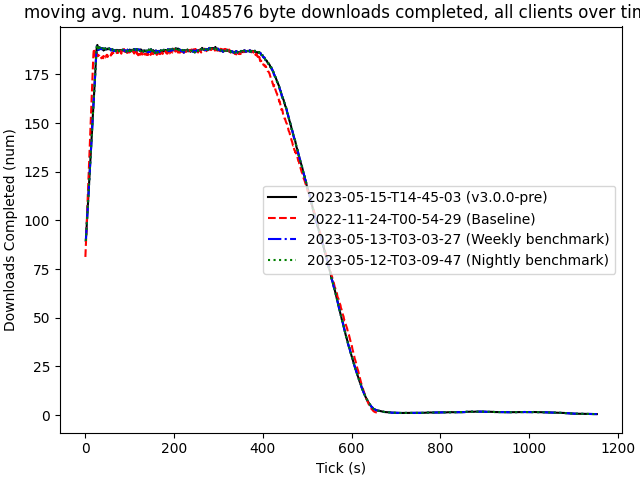 moving avg. num. 1048576 byte downloads completed, all clients over tim
175
150
125
100
75
50
25
0
Downloads Completed (num)
2023-05-15-T14-45-03 (v3.0.0-pre)
2022-11-24-T00-54-29 (Baseline)
2023-05-13-T03-03-27 (Weekly benchmark)
2023-05-12-T03-09-47 (Nightly benchmark)
0 200 400 600 800 1000 1200
Tick (s)